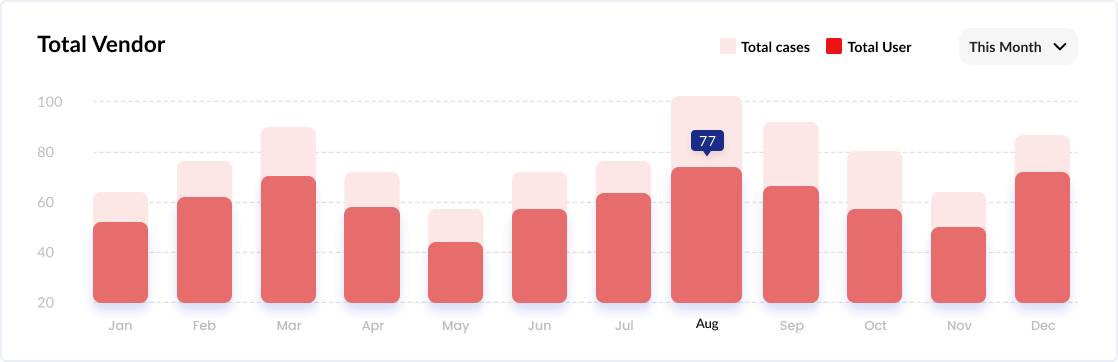 Total Vendor
Total cases Total User This Month
100
80
77
60
40
20
Jan Feb Mar Apr May Jun Jul Aug Sep Oct Nov Dec